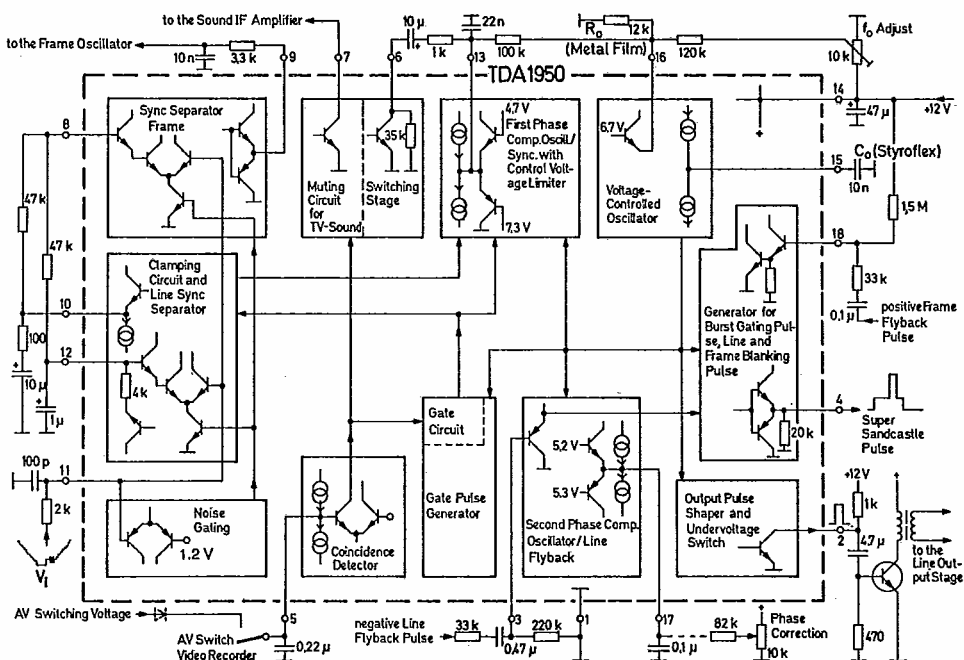 to the Sound IF Amplifier
to the Frame Oscillator
10 n
3,3 k
9
7
10 µ
6
1 k
22 n
13
100 k
R₀
12 k
(Metal Film)
16
120 k
f₀ Adjust
10 k
TDA1950
14
47 µ
+12 V
8
Sync Separator
Frame
Muting
Circuit
for
TV-Sound
35 k
Switching
Stage
4,7 V
First Phase
Comp. Oscill./
Sync. with
Control Vol-
tage Limiter
7,3 V
6,7 V
Voltage-
Controlled
Oscillator
15
C₀ (Styroflex)
10 n
1,5 M
18
33 k
0,1 µ
positive Frame
Flyback
Pulse
47 k
47 k
10
100
12
10 µ
1 µ
Clamping
Circuit and
Line Sync
Separator
4 k
Generator for
Burst Gating Pul-
se, Line and
Frame Blanking
Pulse
20 k
4
Super
Sandcastle
Pulse
100 p
11
2 k
V_I
Noise
Gating
1.2 V
Coincidence
Detector
Gate
Circuit
Gate Pulse
Generator
5,2 V
5.3 V
Second Phase Comp.
Oscillator/Line
Flyback
Output Pulse
Shaper and
Undervoltage
Switch
2
+12 V
1 k
4,7 µ
to the
Line Out-
put Stage
470
AV Switching Voltage
AV Switch
Video Recorder
5
0,22 µ
negative Line
Flyback Pulse
33 k
0,47 µ
3
220 k
1
17
0,1 µ
82 k
Phase
Correction
10 k